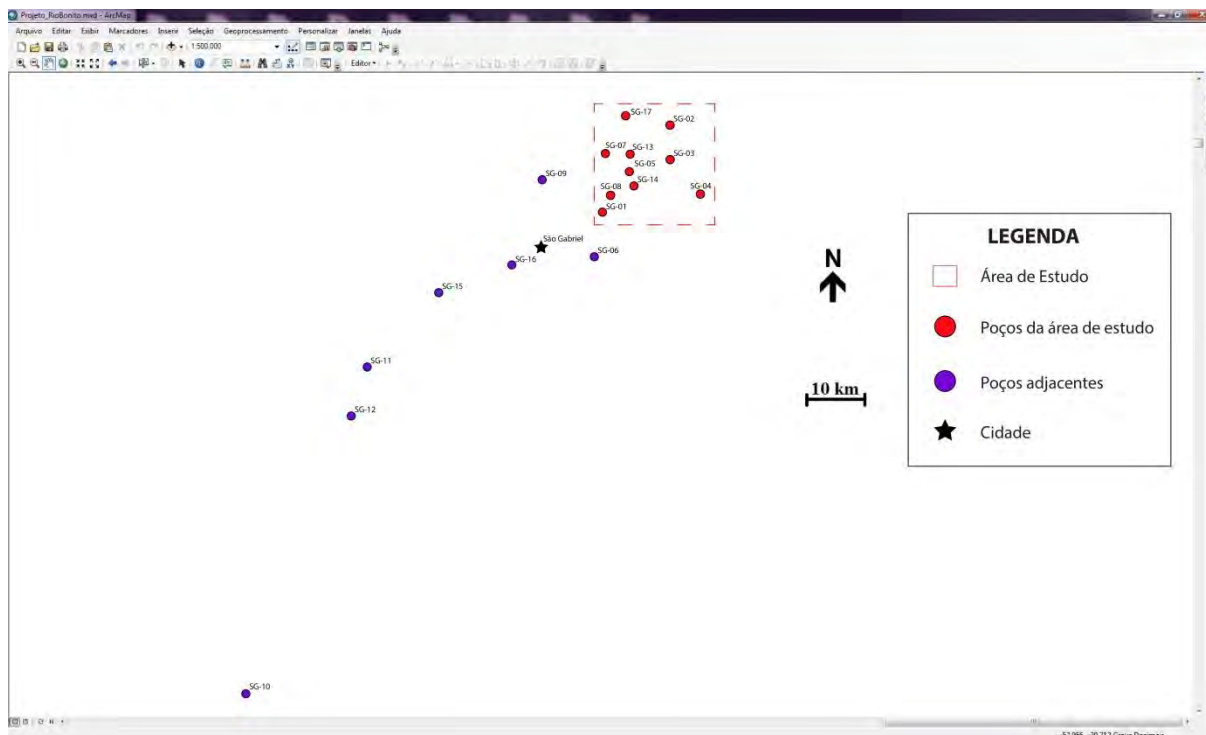 Projeto_RioBonito.mxd - ArcMap
Arquivo Editar Exibir Marcadores Inserir Seleção Geoprocessamento Personalizar Janelas Ajuda
1:500.000
Editor
SG-17
SG-02
SG-07
SG-13
SG-03
SG-05
SG-09
SG-08
SG-14
SG-04
SG-01
São Gabriel
SG-06
SG-16
SG-15
SG-11
SG-12
SG-10
N
10 km
LEGENDA
Área de Estudo
Poços da área de estudo
Poços adjacentes
Cidade